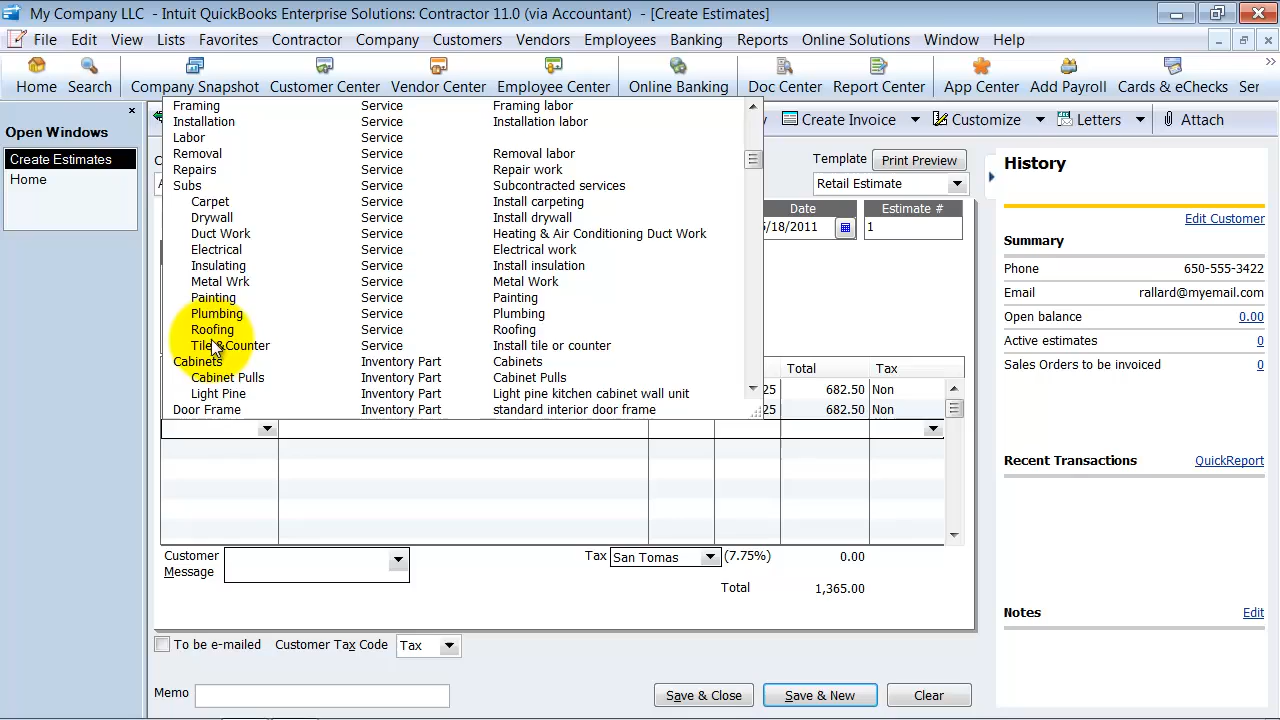 My Company LLC - Intuit QuickBooks Enterprise Solutions: Contractor 11.0 (via Accountant) - [Create Estimates]
File Edit View Lists Favorites Contractor Company Customers Vendors Employees Banking Reports Online Solutions Window Help
Home Search Company Snapshot Customer Center Vendor Center Employee Center Online Banking Doc Center Report Center App Center Add Payroll Cards & eChecks Ser
Open Windows
Create Estimates
Home
Create Invoice Customize Letters Attach
Template Print Preview
Retail Estimate
Date Estimate #
/18/2011 1
Framing Service Framing labor
Installation Service Installation labor
Labor Service
Removal Service Removal labor
Repairs Service Repair work
Subs Service Subcontracted services
Carpet Service Install carpeting
Drywall Service Install drywall
Duct Work Service Heating & Air Conditioning Duct Work
Electrical Service Electrical work
Insulating Service Install insulation
Metal Wrk Service Metal Work
Painting Service Painting
Plumbing Service Plumbing
Roofing Service Roofing
Tile & Counter Service Install tile or counter
Cabinets Inventory Part Cabinets
Cabinet Pulls Inventory Part Cabinet Pulls
Light Pine Inventory Part Light pine kitchen cabinet wall unit
Door Frame Inventory Part standard interior door frame
Total Tax
25 682.50 Non
25 682.50 Non
Customer Message
Tax San Tomas (7.75%) 0.00
Total 1,365.00
To be e-mailed Customer Tax Code Tax
Memo
Save & Close Save & New Clear
History
Edit Customer
Summary
Phone 650-555-3422
Email rallard@myemail.com
Open balance 0.00
Active estimates 0
Sales Orders to be invoiced 0
Recent Transactions QuickReport
Notes Edit